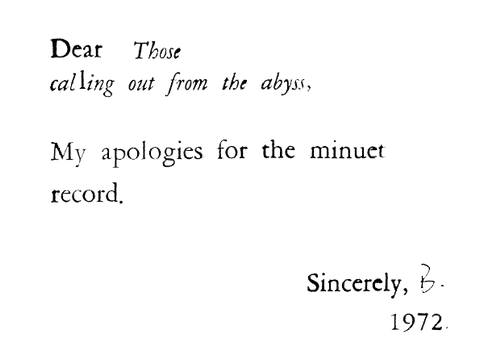 Dear Those
calling out from the abyss,
My apologies for the minuet
record.
Sincerely, B.
1972.